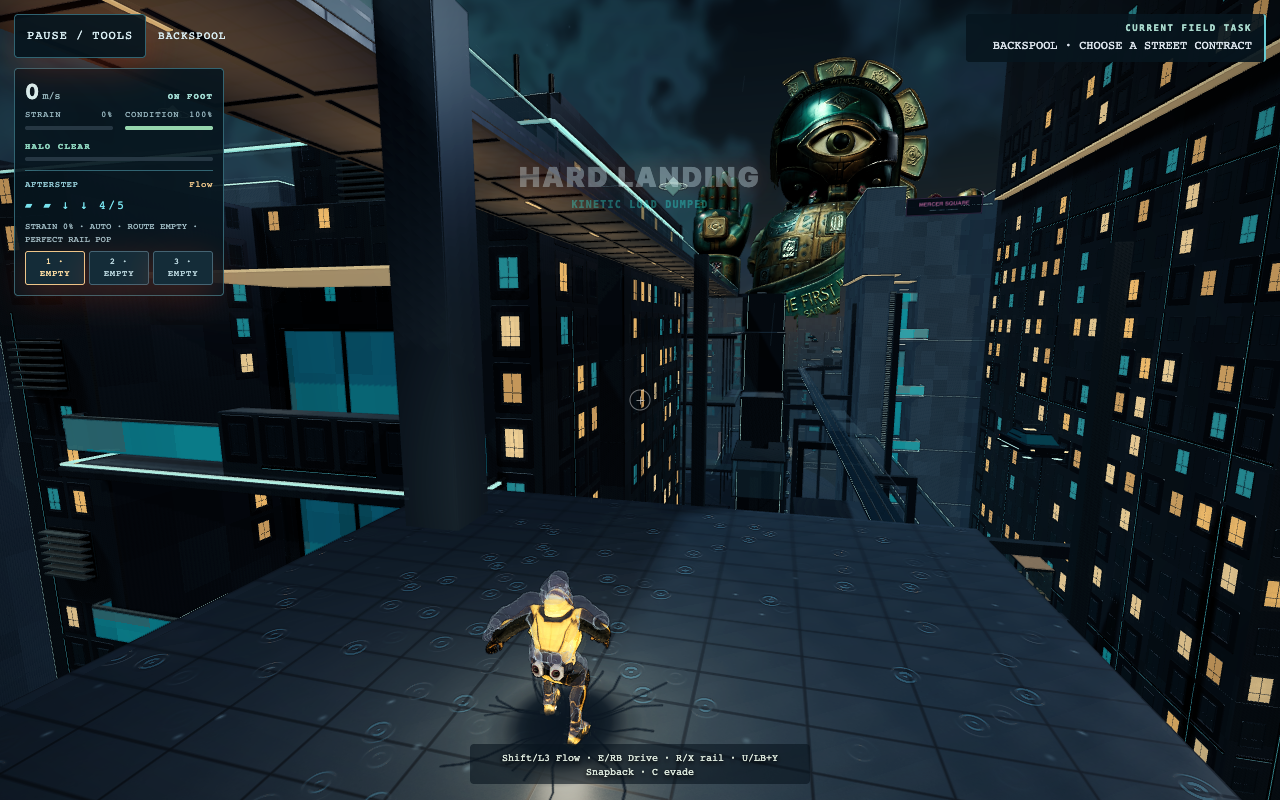 PAUSE / TOOLS
BACKSPOOL
CURRENT FIELD TASK
BACKSPOOL · CHOOSE A STREET CONTRACT
0 m/s
ON FOOT
STRAIN 0%
CONDITION 100%
HALO CLEAR
AFTERSTEP
Flow
4/5
STRAIN 0% · AUTO · ROUTE EMPTY ·
PERFECT RAIL POP
1 ·
EMPTY
2 ·
EMPTY
3 ·
EMPTY
HARD LANDING
KINETIC LOAD DUMPED
MERCER SQUARE
THE FIRST
Shift/L3 Flow · E/RB Drive · R/X rail · U/LB+Y
Snapback · C evade